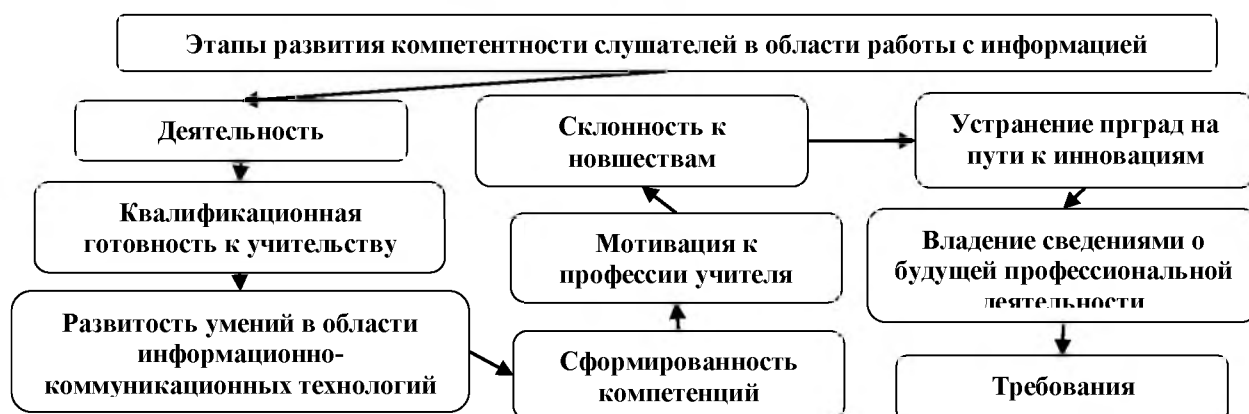 Этапы развития компетентности слушателей в области работы с информацией
Деятельность
Квалификационная
готовность к учительству
Развитость умений в области
информационно-
коммуникационных технологий
Сформированность
компетенций
Мотивация к
профессии учителя
Склонность к
новшествам
Устранение прград на
пути к инновациям
Владение сведениями о
будущей профессиональной
деятельности
Требования